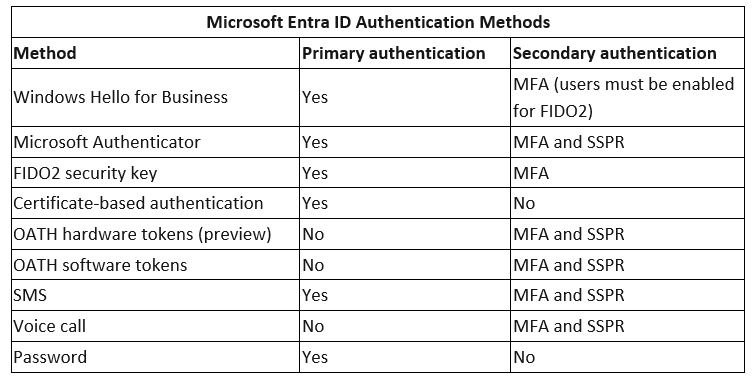 Microsoft Entra ID Authentication Methods
Method Primary authentication Secondary authentication
Windows Hello for Business Yes MFA (users must be enabled
for FIDO2)
Microsoft Authenticator Yes MFA and SSPR
FIDO2 security key Yes MFA
Certificate-based authentication Yes No
OATH hardware tokens (preview) No MFA and SSPR
OATH software tokens No MFA and SSPR
SMS Yes MFA and SSPR
Voice call No MFA and SSPR
Password Yes No